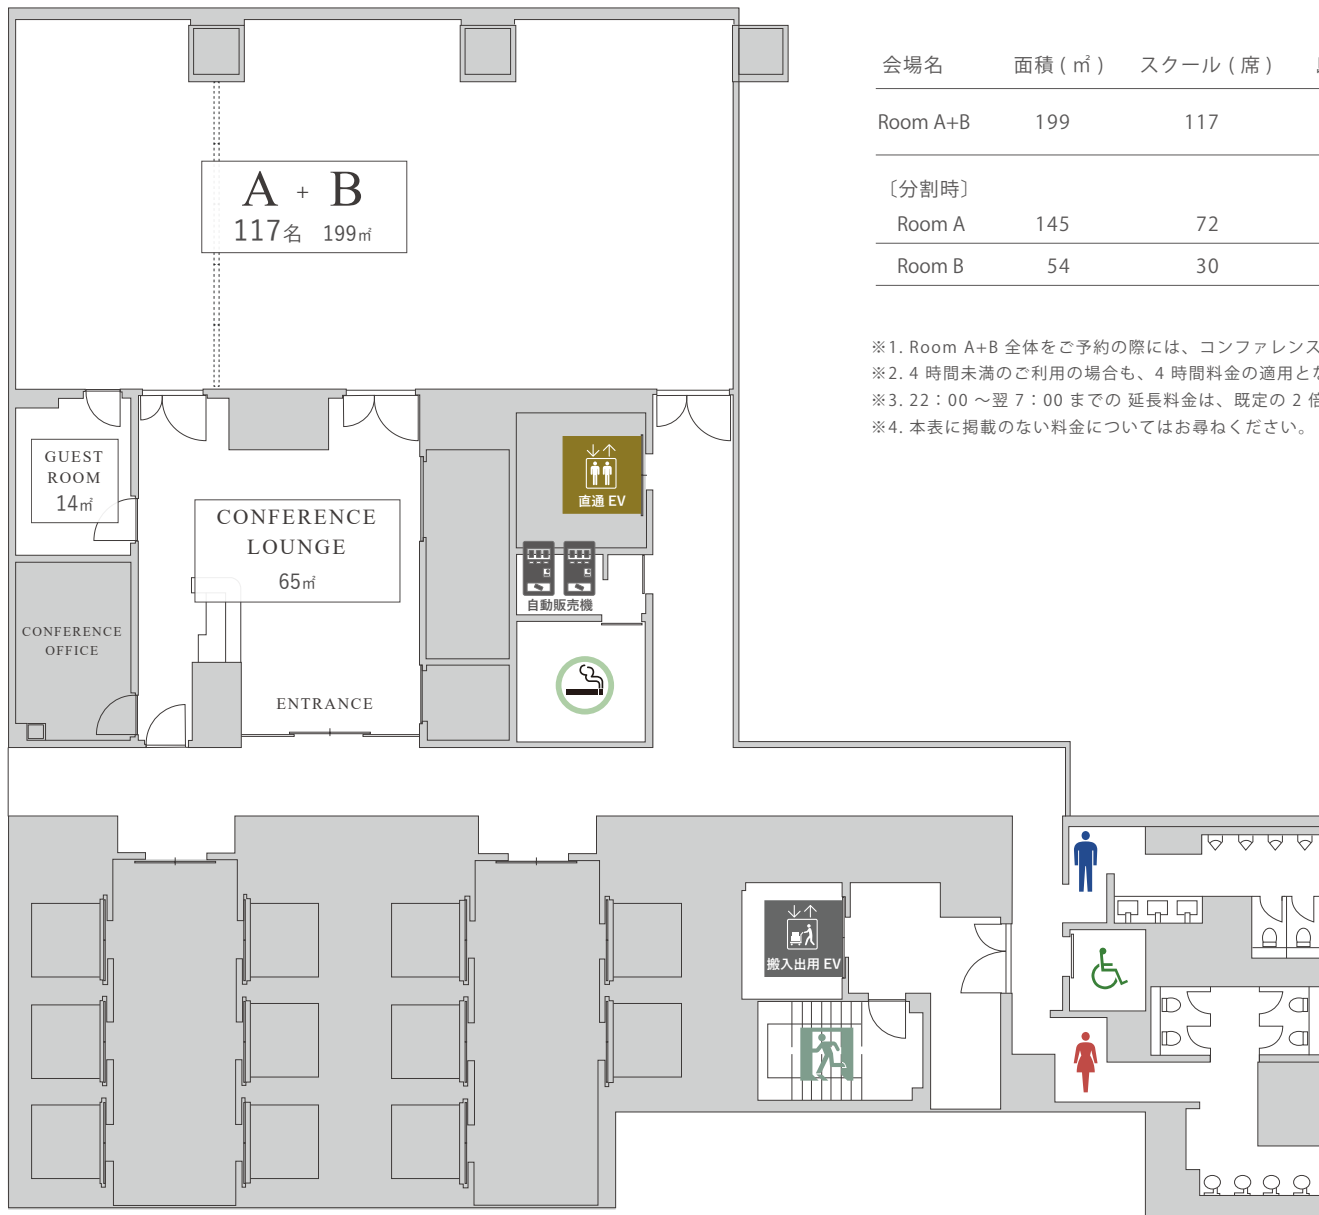 会場名 面積 ( ㎡ ) スクール ( 席 )
Room A+B 199 117
〔分割時〕
Room A 145 72
Room B 54 30
※1. Room A+B 全体をご予約の際には、コンファレンス
※2. 4 時間未満のご利用の場合も、4 時間料金の適用とな
※3. 22：00 ～翌 7：00 までの 延長料金は、既定の 2 倍
※4. 本表に掲載のない料金についてはお尋ねください。
A + B
117名 199㎡
GUEST
ROOM
14㎡
CONFERENCE
LOUNGE
65㎡
直通 EV
自動販売機
CONFERENCE
OFFICE
ENTRANCE
搬入出用 EV